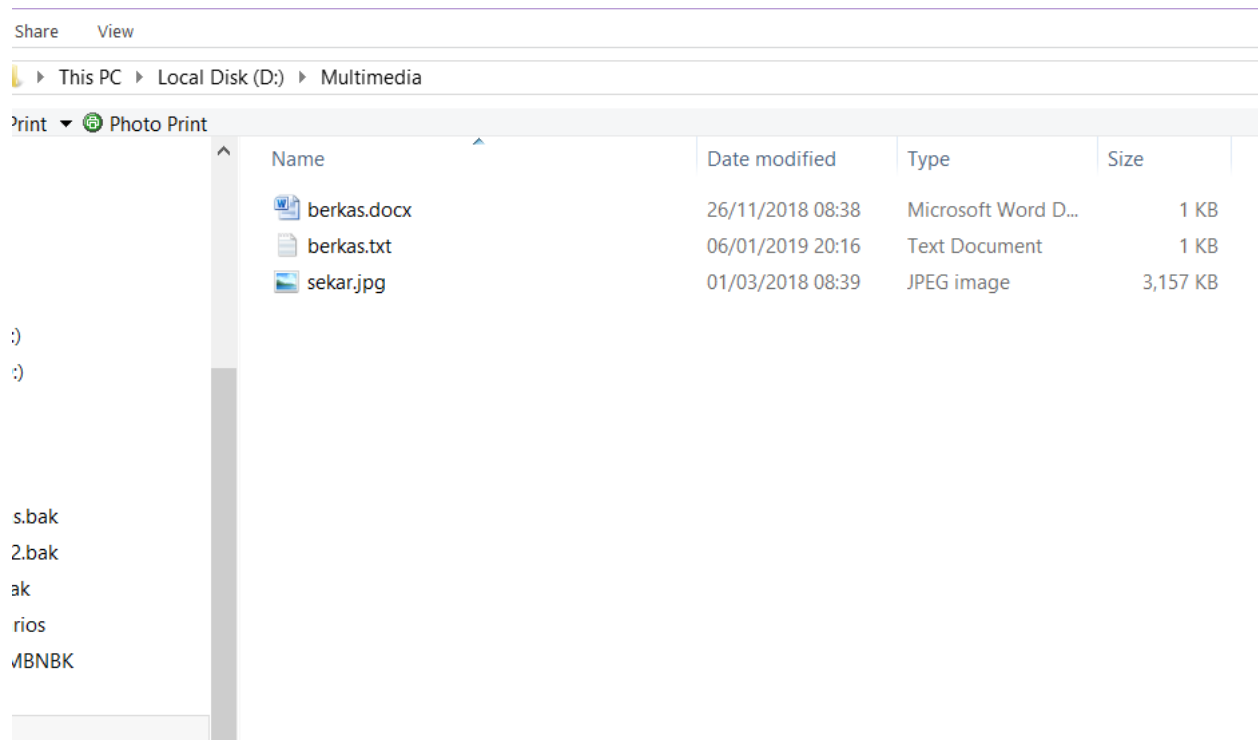 Share View
This PC Local Disk (D:) Multimedia
Print Photo Print
Name Date modified Type Size
berkas.docx 26/11/2018 08:38 Microsoft Word D... 1 KB
berkas.txt 06/01/2019 20:16 Text Document 1 KB
sekar.jpg 01/03/2018 08:39 JPEG image 3,157 KB
:)
:)
s.bak
2.bak
ak
rios
MBNBK